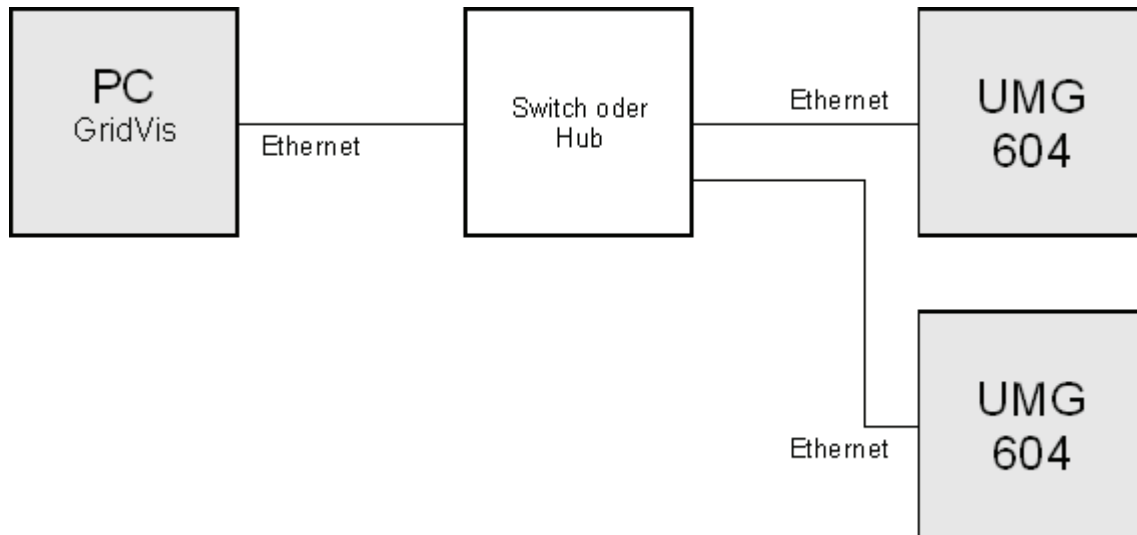 PC
GridVis
Ethernet
Switch oder
Hub
Ethernet
UMG
604
Ethernet
UMG
604